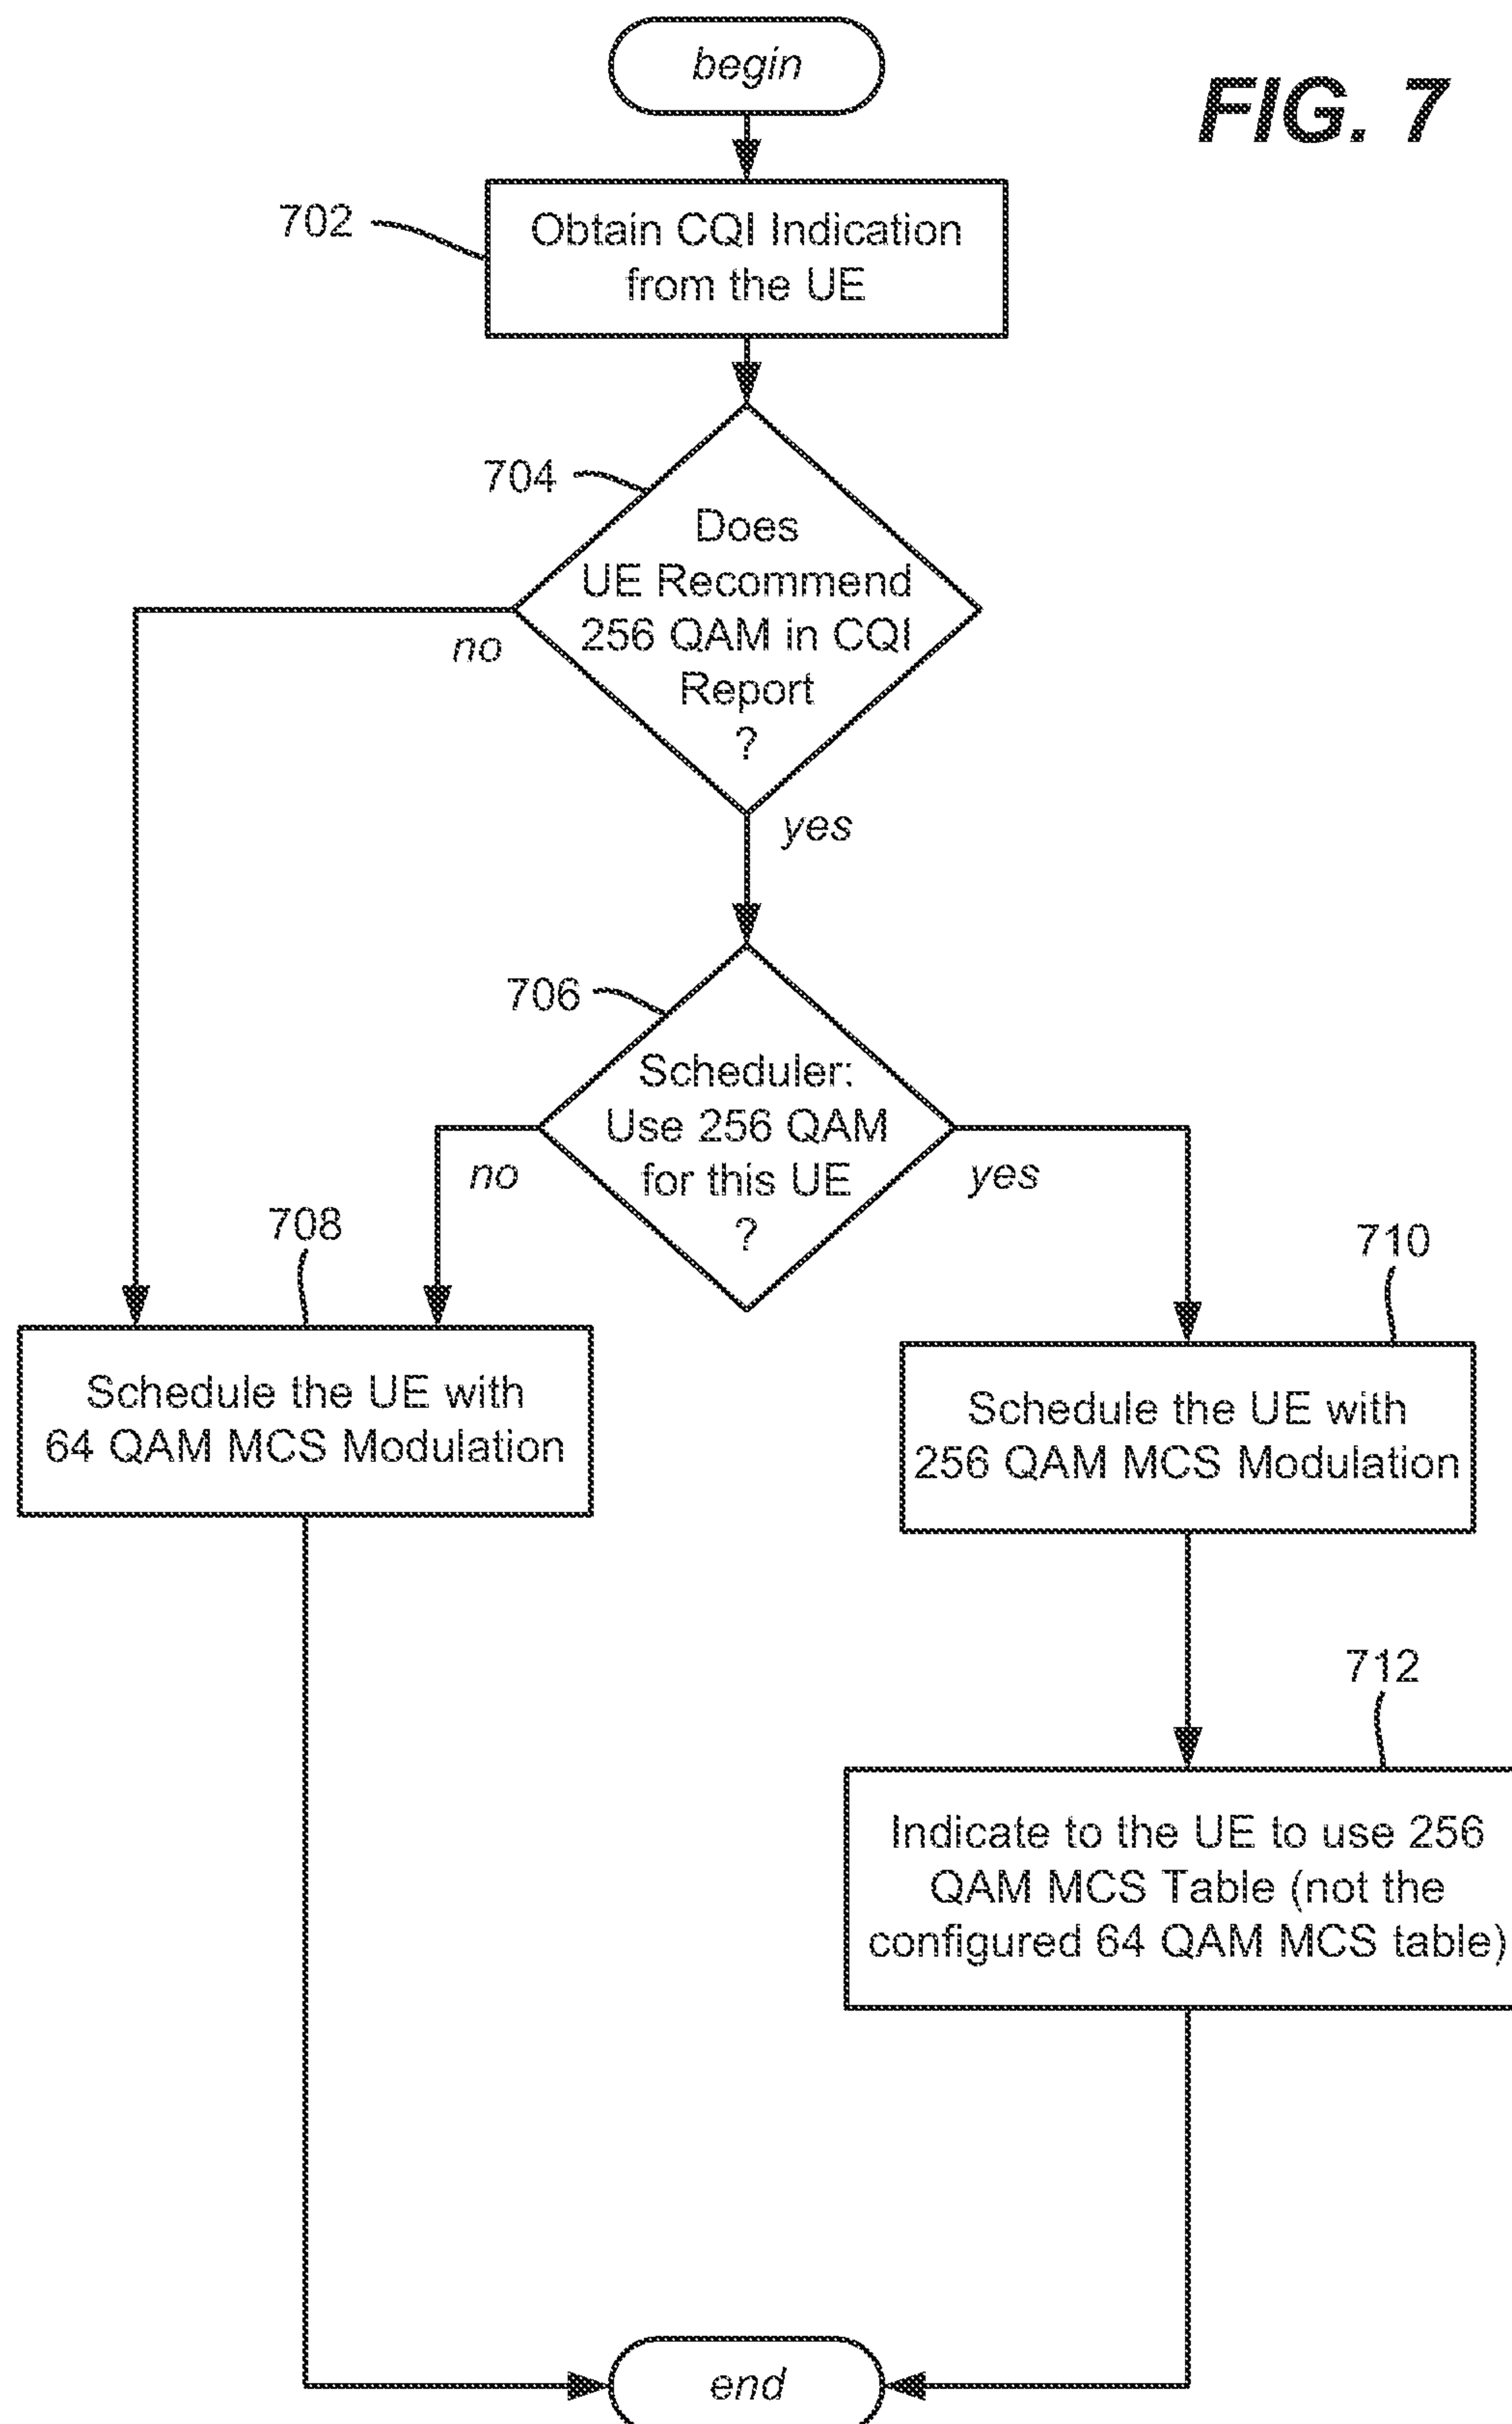 begin
FIG. 7
702
Obtain CQI Indication
from the UE
704
Does
UE Recommend
256 QAM in CQI
Report
?
no
yes
706
Scheduler:
Use 256 QAM
for this UE
?
no
yes
708
Schedule the UE with
64 QAM MCS Modulation
710
Schedule the UE with
256 QAM MCS Modulation
712
Indicate to the UE to use 256
QAM MCS Table (not the
configured 64 QAM MCS table)
end